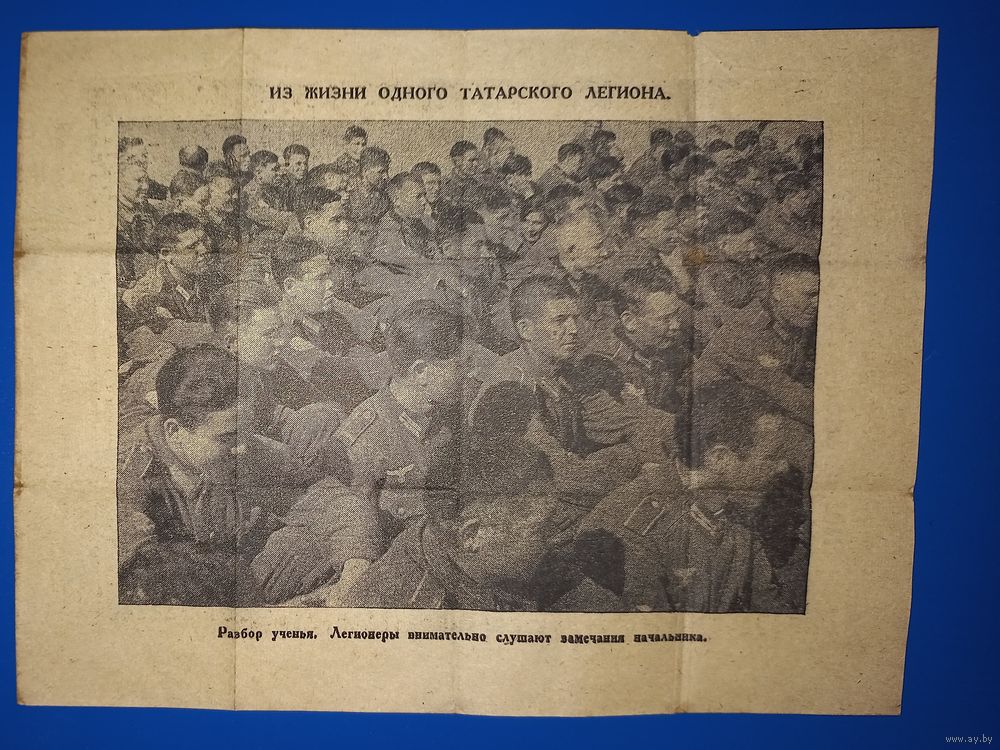 ИЗ ЖИЗНИ ОДНОГО ТАТАРСКОГО ЛЕГИОНА.
Разбор ученья. Легионеры внимательно слушают замечания начальника.
www.ay.by